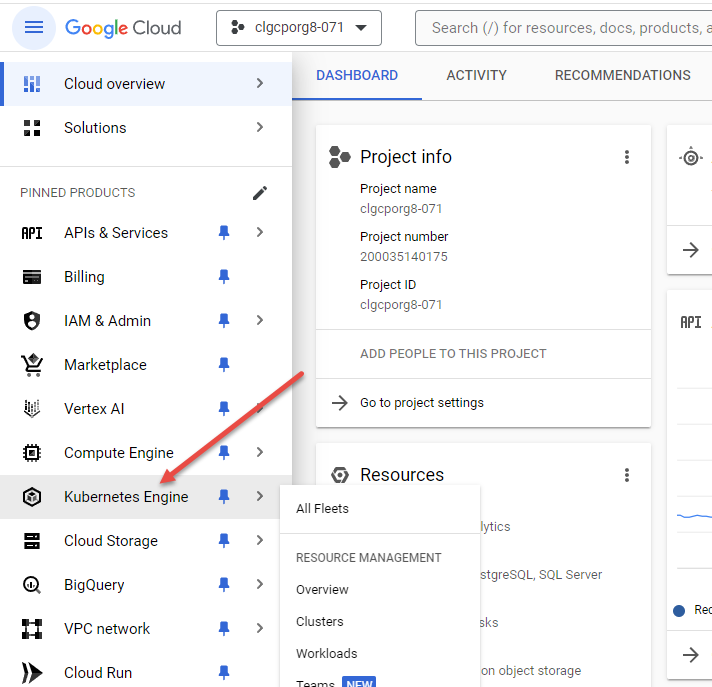 Google Cloud
clgcporg8-071
Search (/) for resources, docs, products, a
Cloud overview
Solutions
PINNED PRODUCTS
API APIs & Services
Billing
IAM & Admin
Marketplace
Vertex AI
Compute Engine
Kubernetes Engine
Cloud Storage
BigQuery
VPC network
Cloud Run
DASHBOARD
ACTIVITY
RECOMMENDATIONS
Project info
Project name
clgcporg8-071
Project number
200035140175
Project ID
clgcporg8-071
ADD PEOPLE TO THIS PROJECT
Go to project settings
Resources
lytics
stgreSQL, SQL Server
sks
on object storage
All Fleets
RESOURCE MANAGEMENT
Overview
Clusters
Workloads
Teams NEW
API
Rec